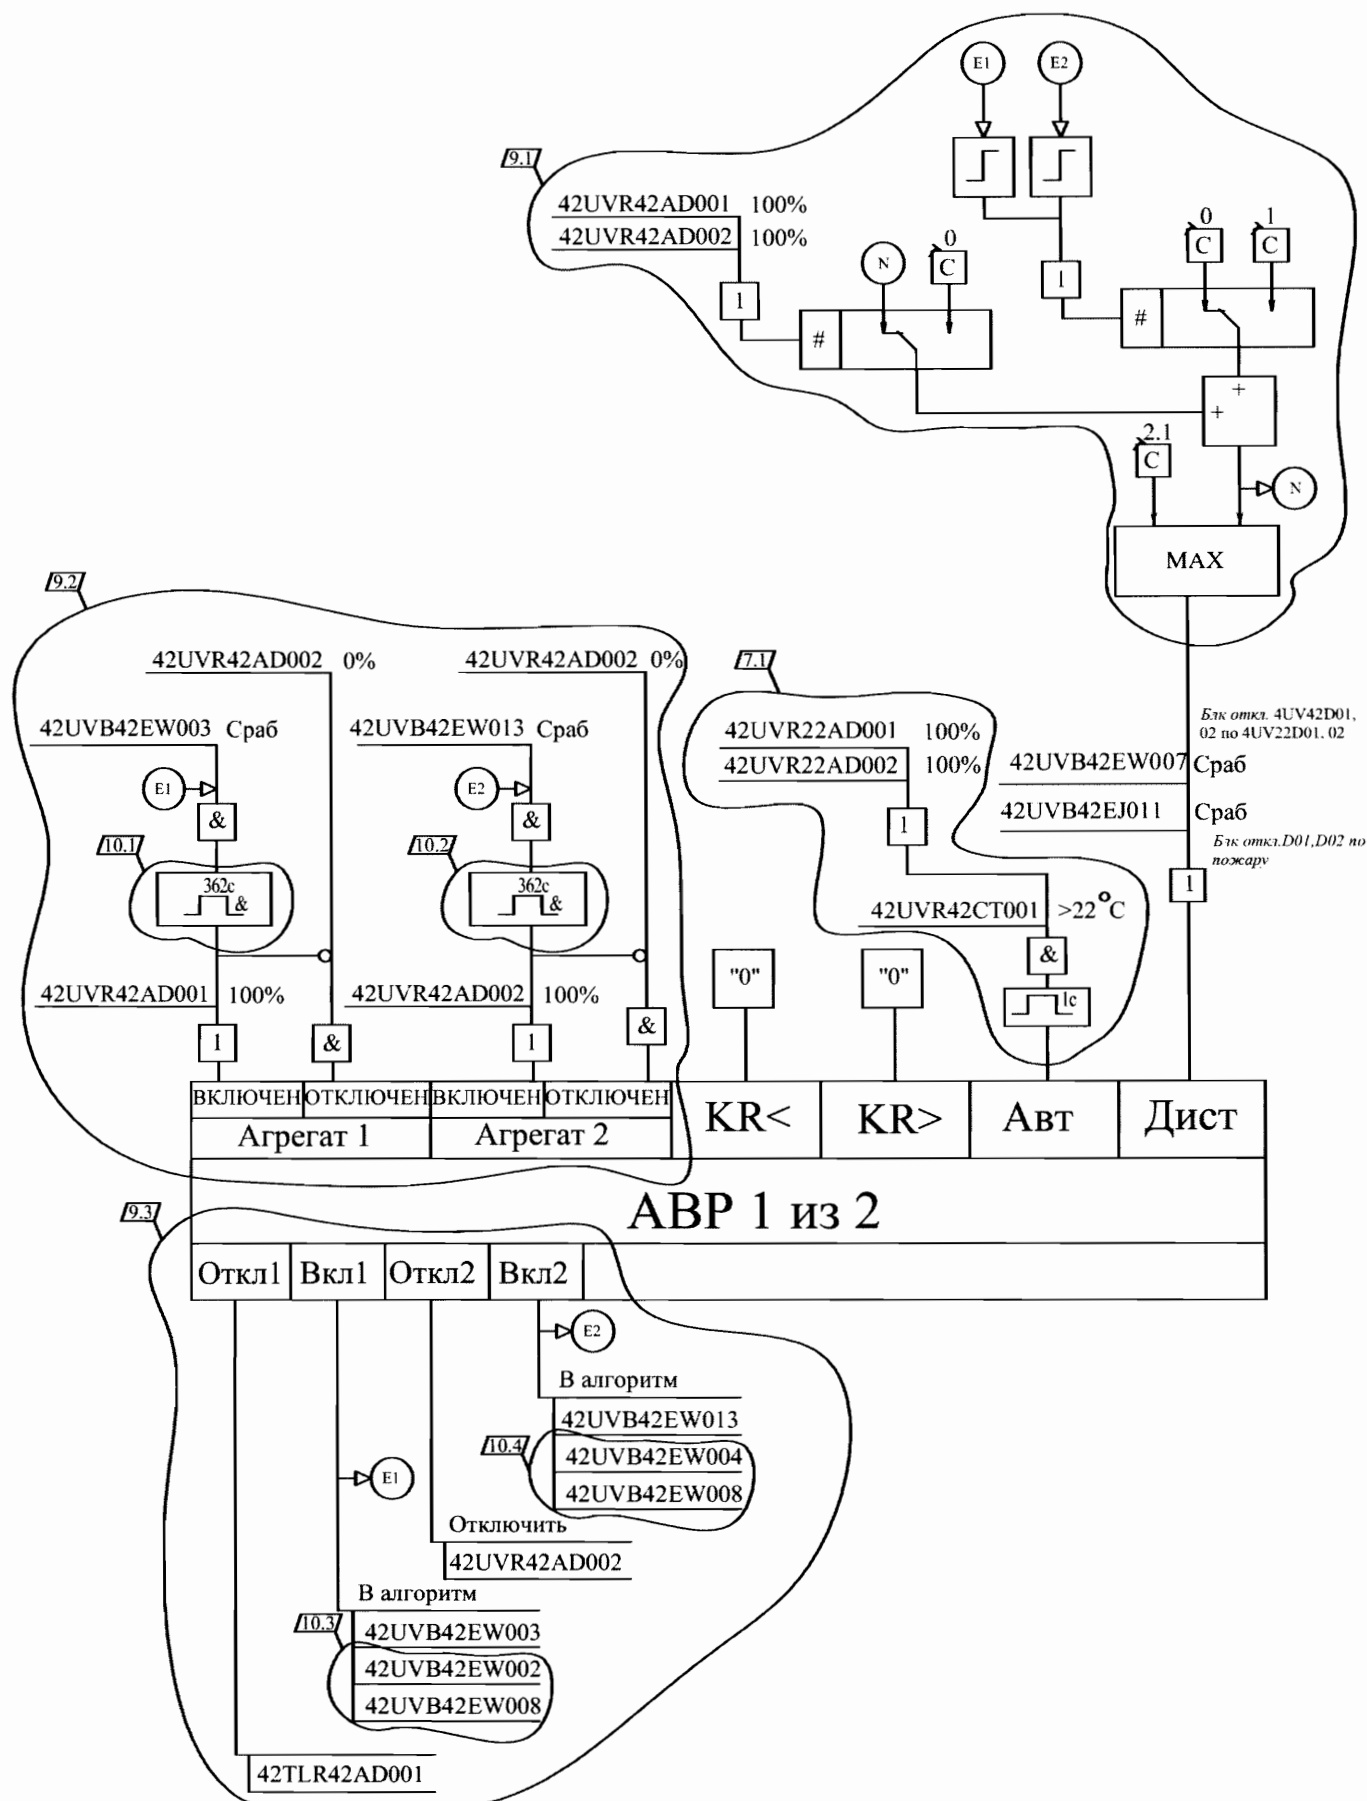 E1 E2
9.1
42UVR42AD001 100%
42UVR42AD002 100%
0 1
C C
N 0
C
1 1
# #
+
+
2.1
C
N
MAX
9.2
42UVR42AD002 0% 42UVR42AD002 0%
7.1
42UVB42EW003 Сраб 42UVB42EW013 Сраб
42UVR22AD001 100%
42UVR22AD002 100%
Блк откл. 4UV42D01,
02 по 4UV22D01. 02
42UVB42EW007 Сраб
42UVB42EJ011 Сраб
Блк откл.D01,D02 по
пожару
E1 E2
& &
1
10.1 10.2
362с 362с
& &
1
42UVR42CT001 >22°C
&
1с
"0" "0"
42UVR42AD001 100% 42UVR42AD002 100%
1 & 1 &
ВКЛЮЧЕН ОТКЛЮЧЕН ВКЛЮЧЕН ОТКЛЮЧЕН
Агрегат 1 Агрегат 2
KR< KR> Авт Дист
9.3
АВР 1 из 2
Откл1 Вкл1 Откл2 Вкл2
E2
В алгоритм
42UVB42EW013
10.4
42UVB42EW004
42UVB42EW008
E1
Отключить
42UVR42AD002
В алгоритм
10.3
42UVB42EW003
42UVB42EW002
42UVB42EW008
42TLR42AD001